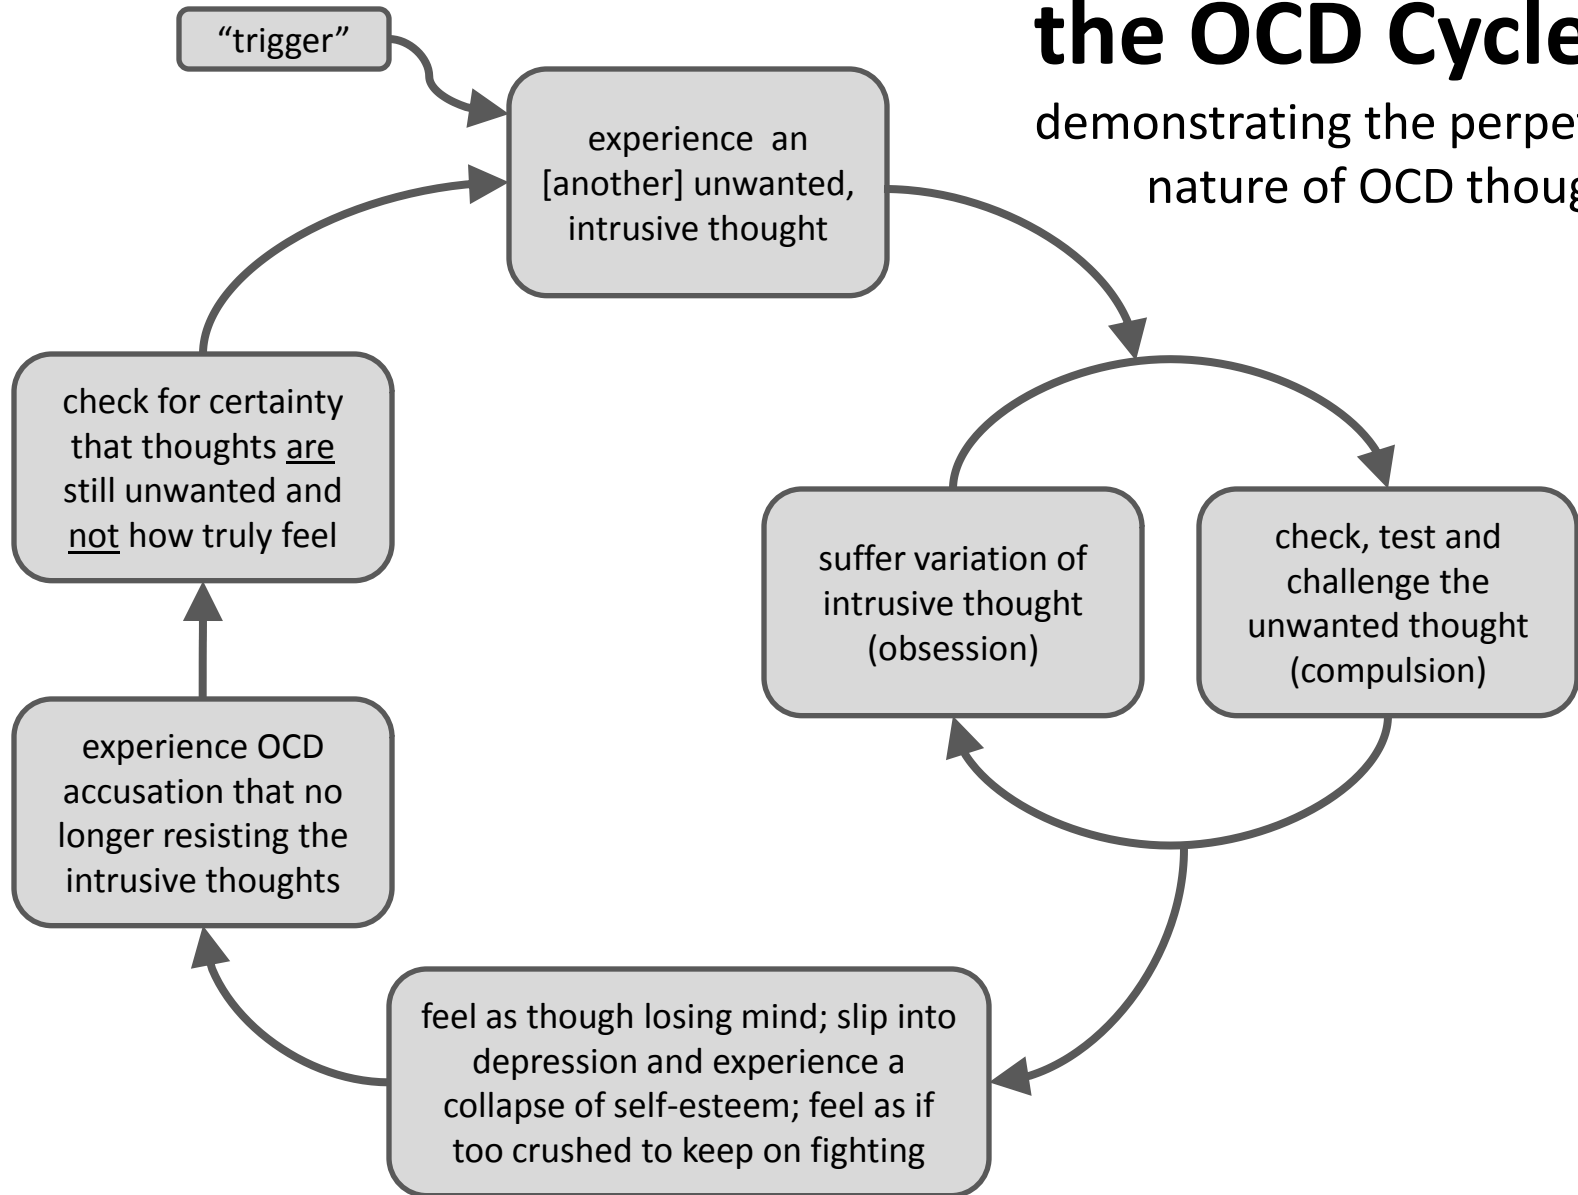 the OCD Cycle
demonstrating the
nature of OCD
“trigger”
experience an
[another] unwanted,
intrusive thought
check, test and
challenge the
unwanted thought
(compulsion)
suffer variation of
intrusive thought
(obsession)
feel as though losing mind; slip into
depression and experience a
collapse of self-esteem; feel as if
too crushed to keep on fighting
experience OCD
accusation that no
longer resisting the
intrusive thoughts
check for certainty
that thoughts are
still unwanted and
not how truly feel